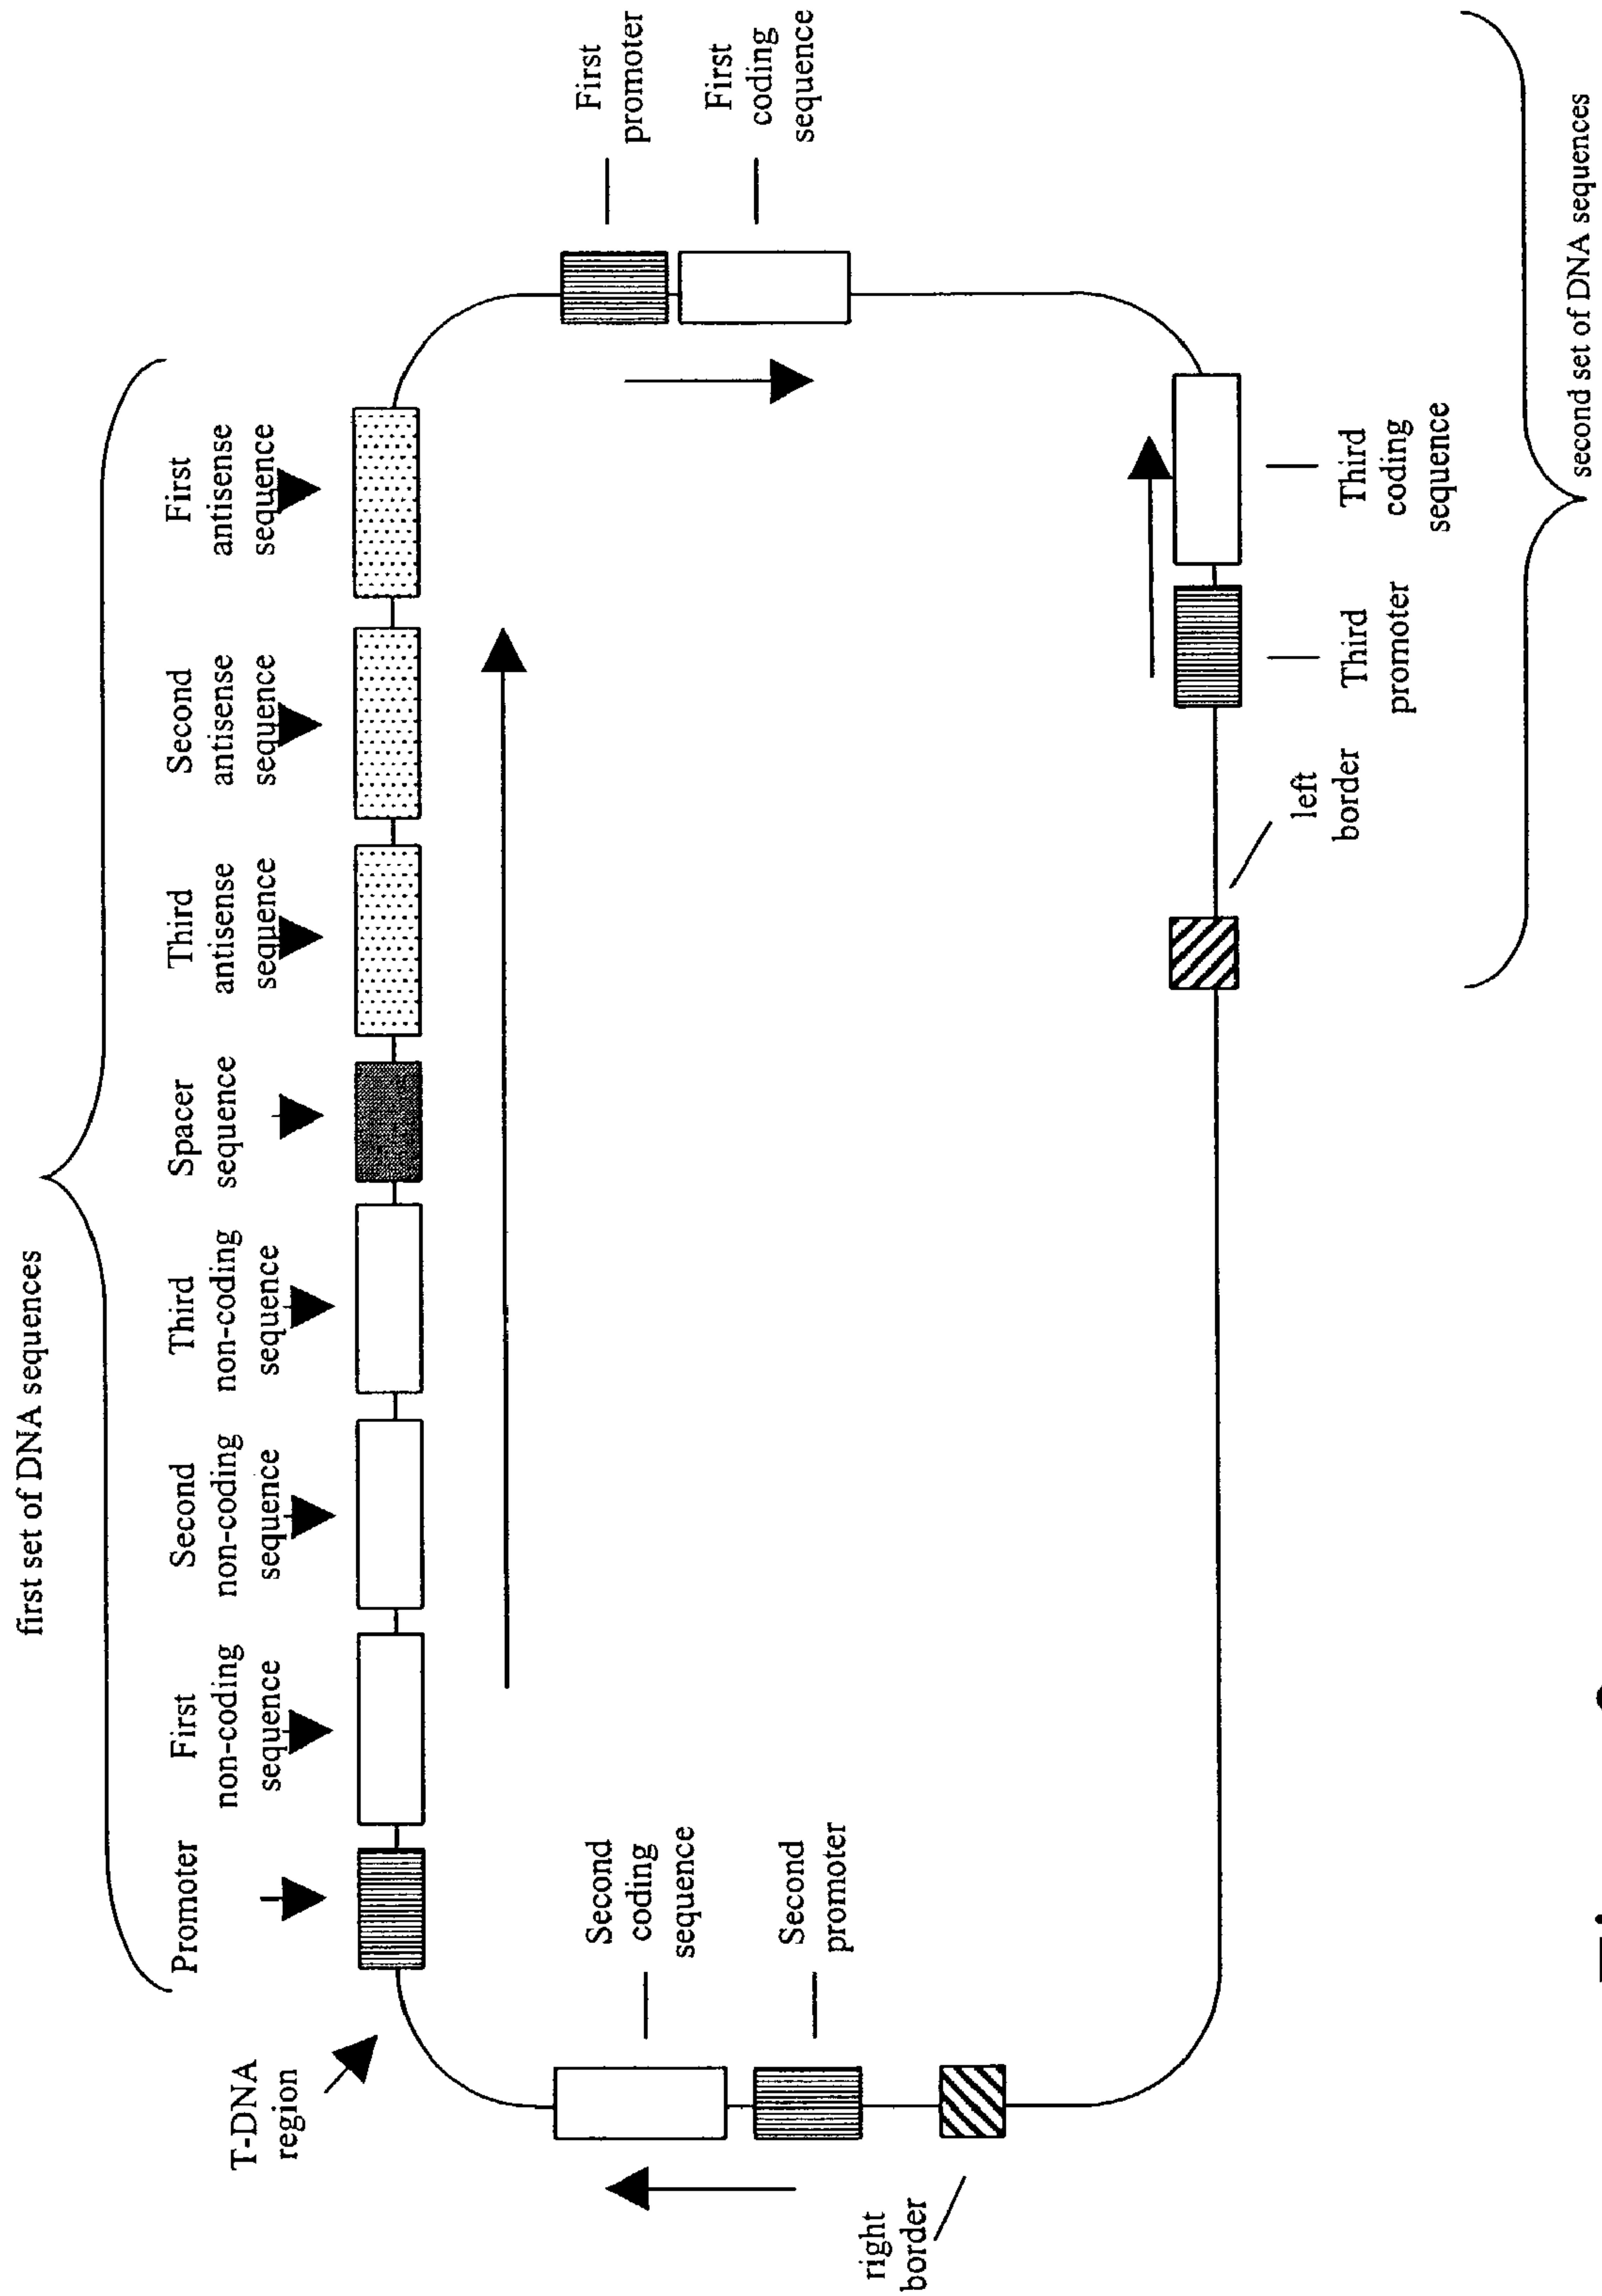 first set of DNA sequences
Promoter
First
non-coding
sequence
Second
non-coding
sequence
Third
non-coding
sequence
Spacer
sequence
Third
antisense
sequence
Second
antisense
sequence
First
antisense
sequence
T-DNA
region
Second
coding
sequence
Second
promoter
right
border
First
promoter
First
coding
sequence
left
border
Third
promoter
Third
coding
sequence
second set of DNA sequences